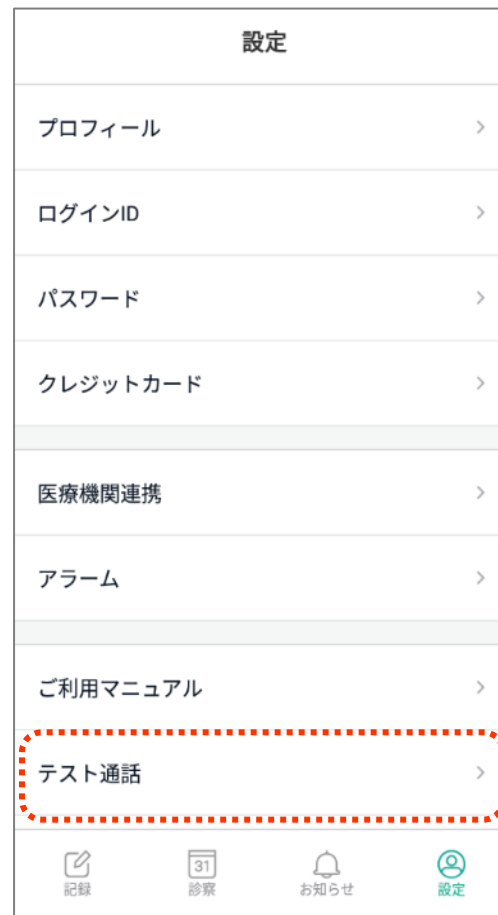 設定
プロフィール
ログインID
パスワード
クレジットカード
医療機関連携
アラーム
ご利用マニュアル
テスト通話
31
記録 診察 お知らせ 設定